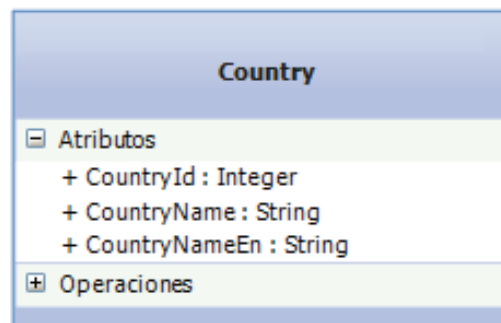 Country
Atributos
+ CountryId : Integer
+ CountryName : String
+ CountryNameEn : String
Operaciones